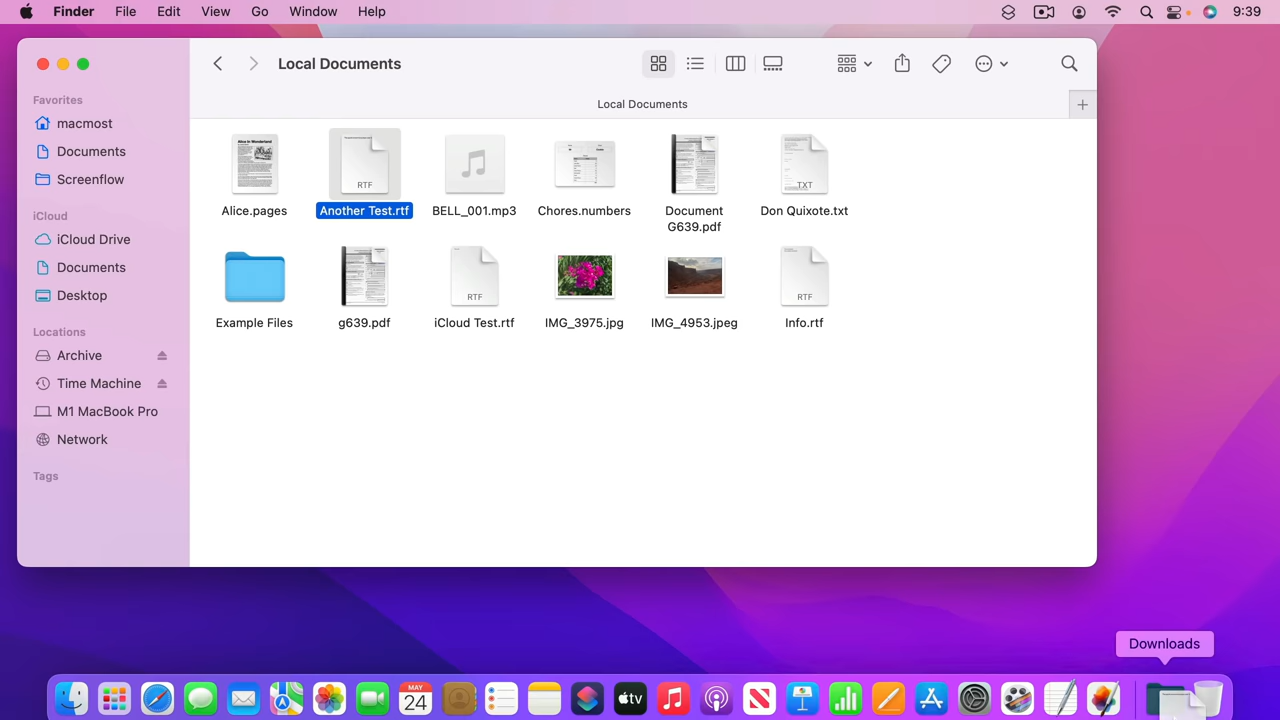 Finder File Edit View Go Window Help 9:39
Local Documents
Local Documents
Favorites
macmost
Documents
Screenflow
iCloud
iCloud Drive
Documents
Desktop
Locations
Archive
Time Machine
M1 MacBook Pro
Network
Tags
RTF
TXT
Alice.pages
Another Test.rtf
BELL_001.mp3
Chores.numbers
Document
G639.pdf
Don Quixote.txt
RTF
RTF
Example Files
g639.pdf
iCloud Test.rtf
IMG_3975.jpg
IMG_4953.jpeg
Info.rtf
Downloads
MAY
24
tv